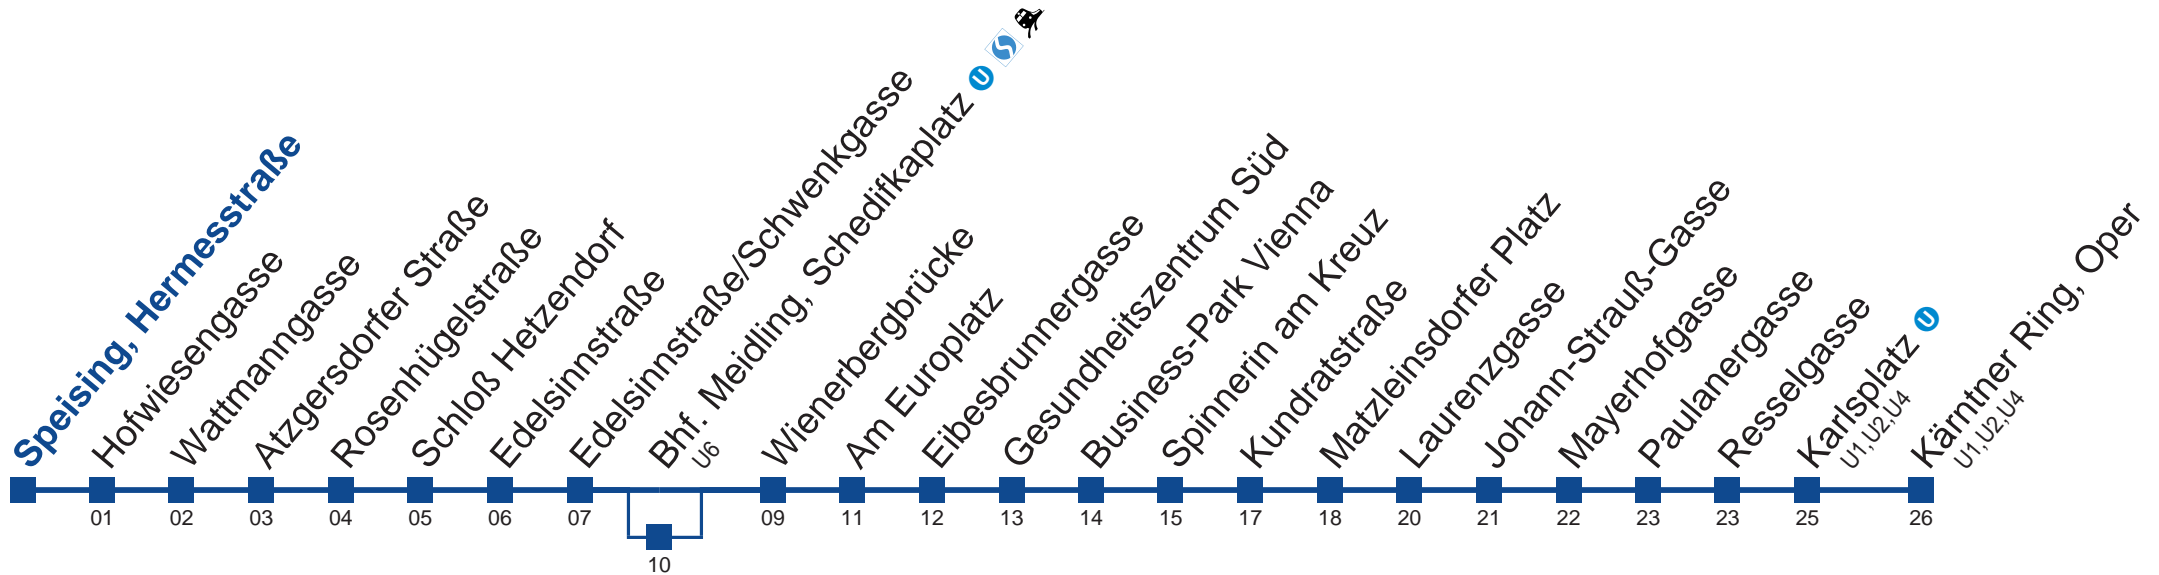 Speising, Hermesstraße
Hofwiesengasse
01
Wattmanngasse
02
Atzgersdorfer Straße
03
Rosenhügelstraße
04
Schloß Hetzendorf
05
Edelsinnstraße
06
Edelsinnstraße/Schwenkgasse
07
Bhf. Meidling, Schedifkaplatz U S
U6
10
Wienerbergbrücke
09
Am Europlatz
11
Eibesbrunnergasse
12
Gesundheitszentrum Süd
13
Business-Park Vienna
14
Spinnerin am Kreuz
15
Kundratstraße
17
Matzleinsdorfer Platz
18
Laurenzgasse
20
Johann-Strauß-Gasse
21
Mayerhofgasse
22
Paulanergasse
23
Resselgasse
23
Karlsplatz U
U1,U2,U4
25
Kärntner Ring, Oper
U1,U2,U4
26